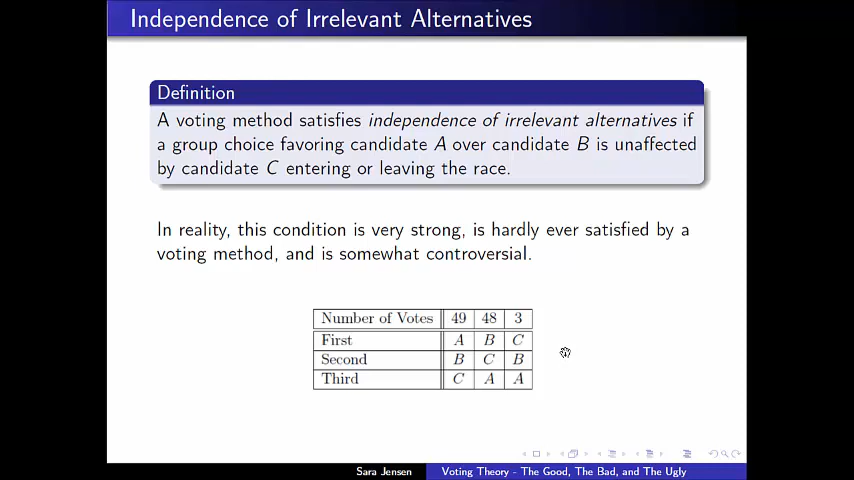 Independence of Irrelevant Alternatives
Definition
A voting method satisfies independence of irrelevant alternatives if
a group choice favoring candidate A over candidate B is unaffected
by candidate C entering or leaving the race.
In reality, this condition is very strong, is hardly ever satisfied by a
voting method, and is somewhat controversial.
Number of Votes 49 48 3
First A B C
Second B C B
Third C A A
Sara Jensen Voting Theory - The Good, The Bad, and The Ugly